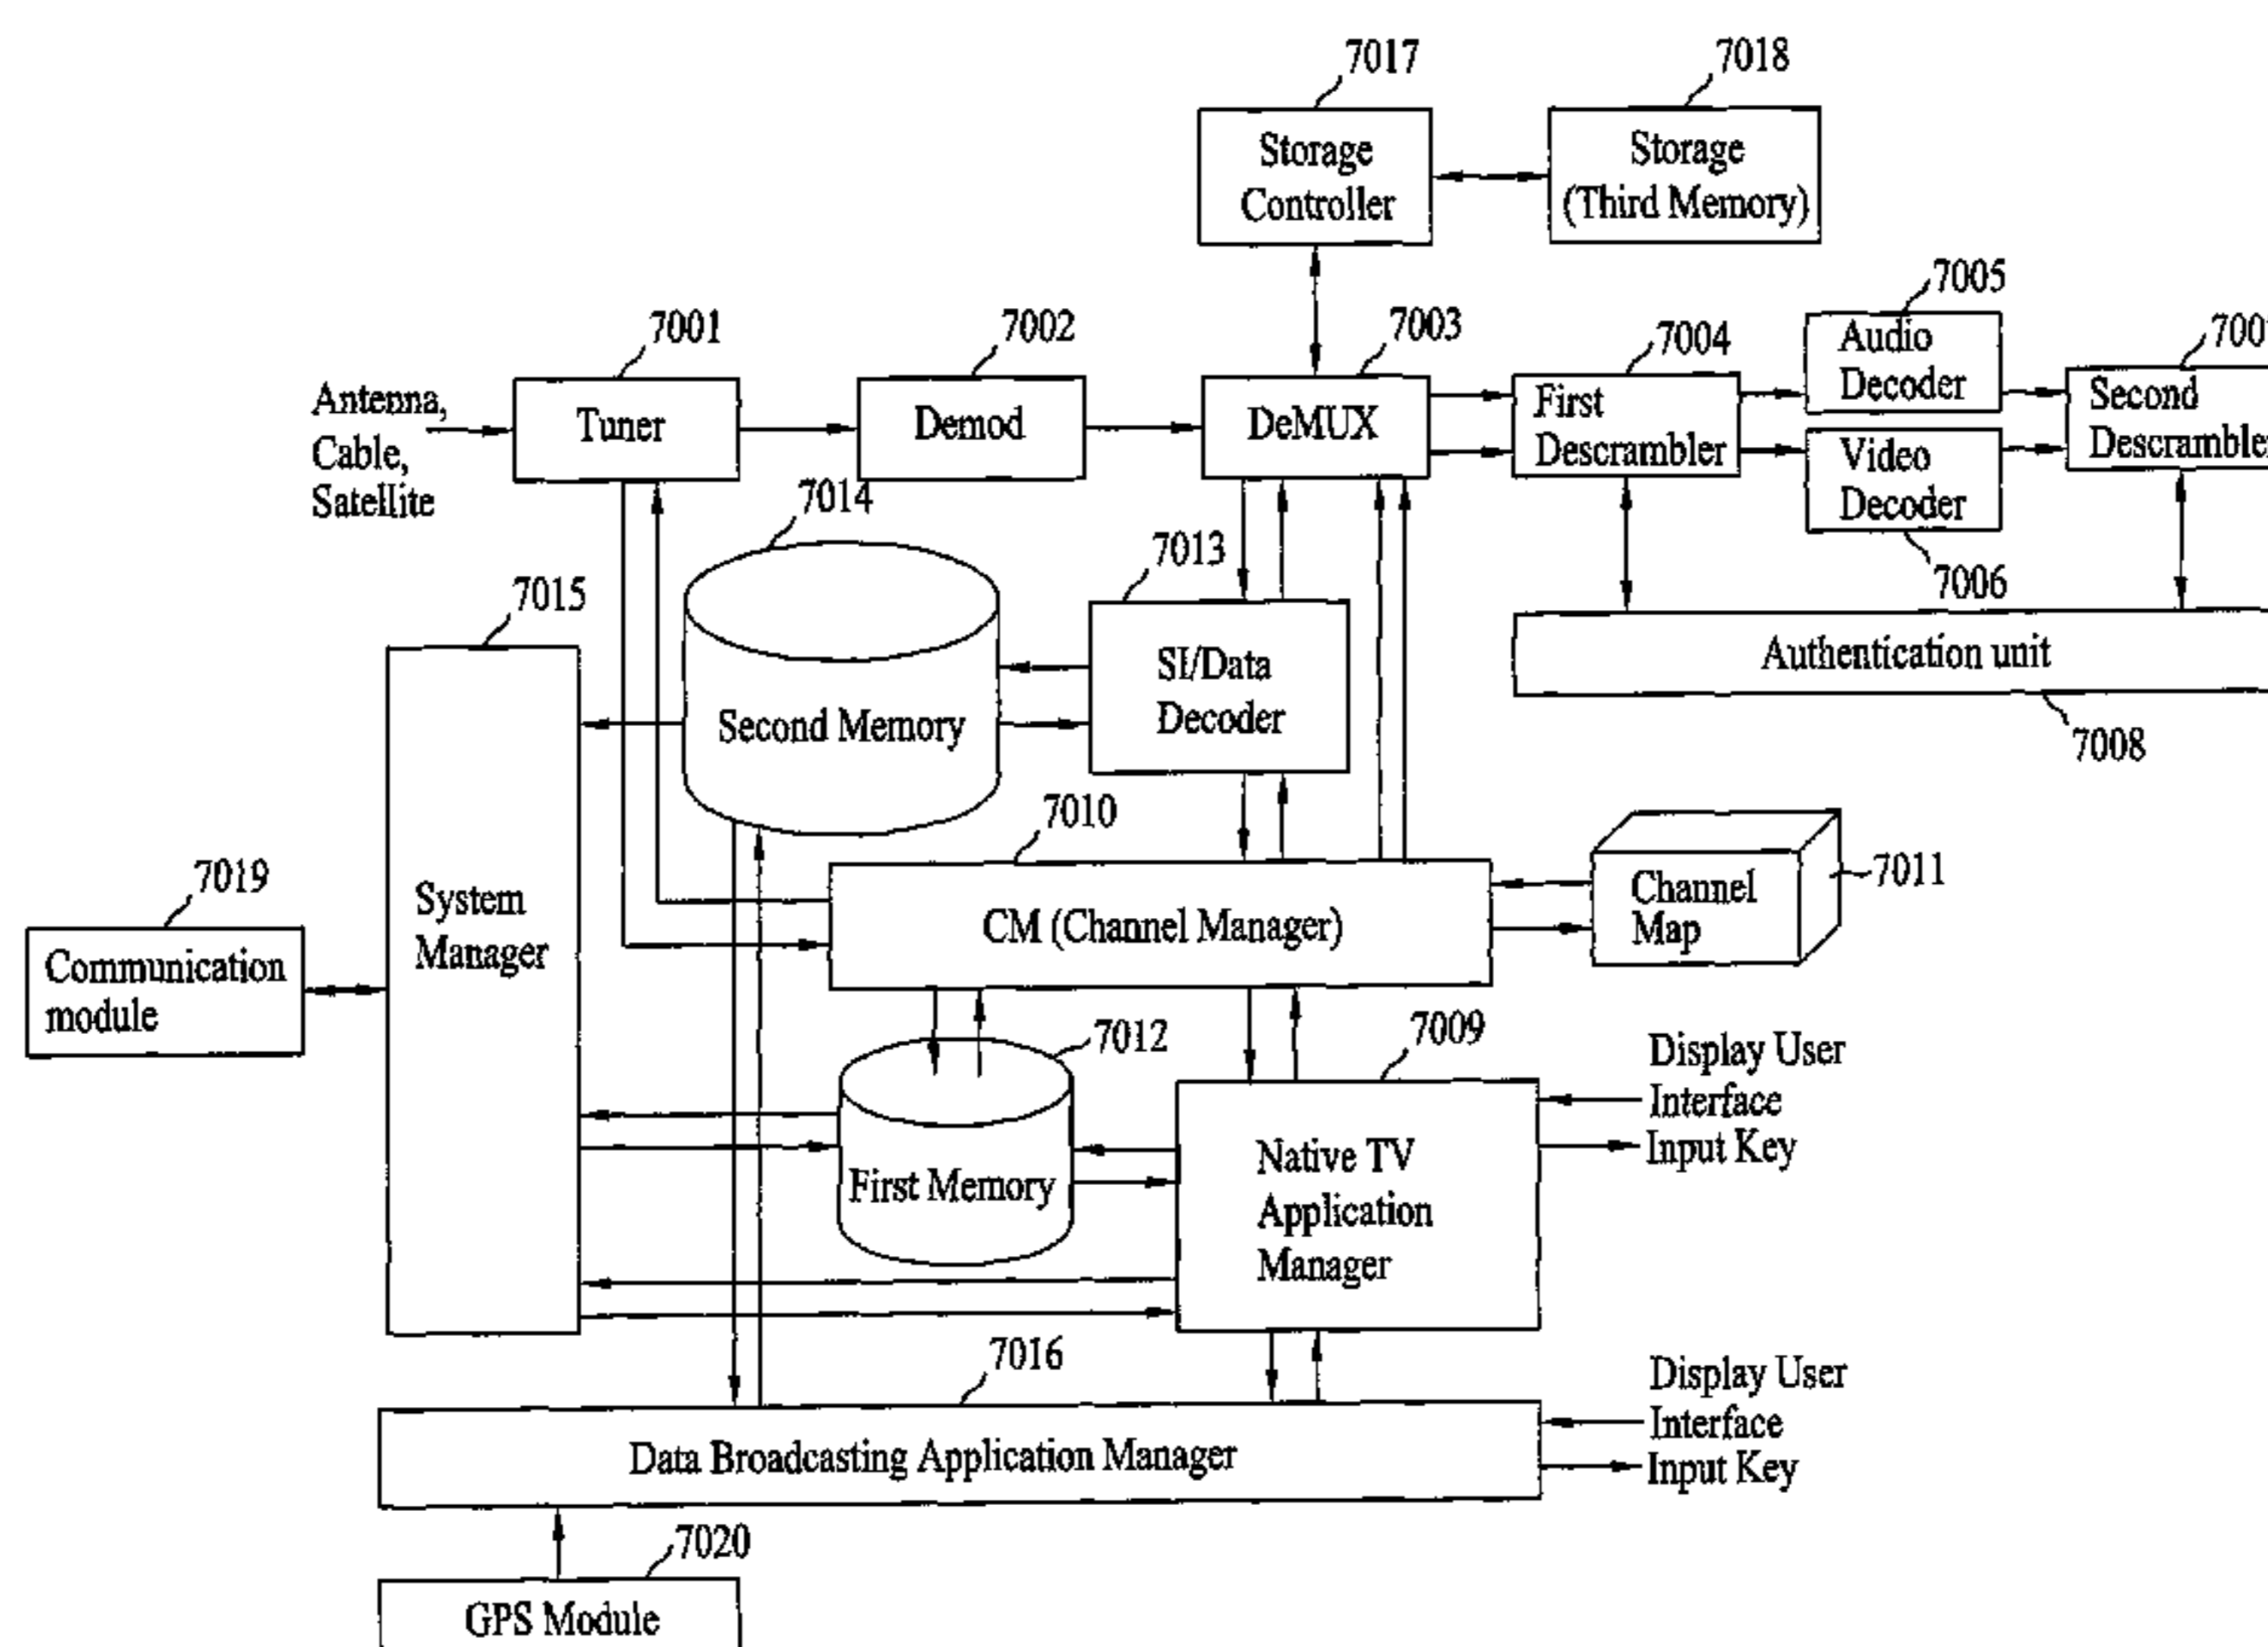 7017
7018
Storage
Controller
Storage
(Third Memory)
7001
7002
7003
7004
7005
Antenna,
Cable,
Satellite
Tuner
Demod
DeMUX
First
Descrambler
Audio
Decoder
Video
Decoder
7006
Second
Descrambler
7014
7013
7015
Second Memory
SI/Data
Decoder
Authentication unit
7008
7010
7019
System
Manager
CM (Channel Manager)
Channel
Map
7011
Communication
module
7012
7009
First Memory
Native TV
Application
Manager
Display User
Interface
Input Key
7016
Data Broadcasting Application Manager
Display User
Interface
Input Key
7020
GPS Module